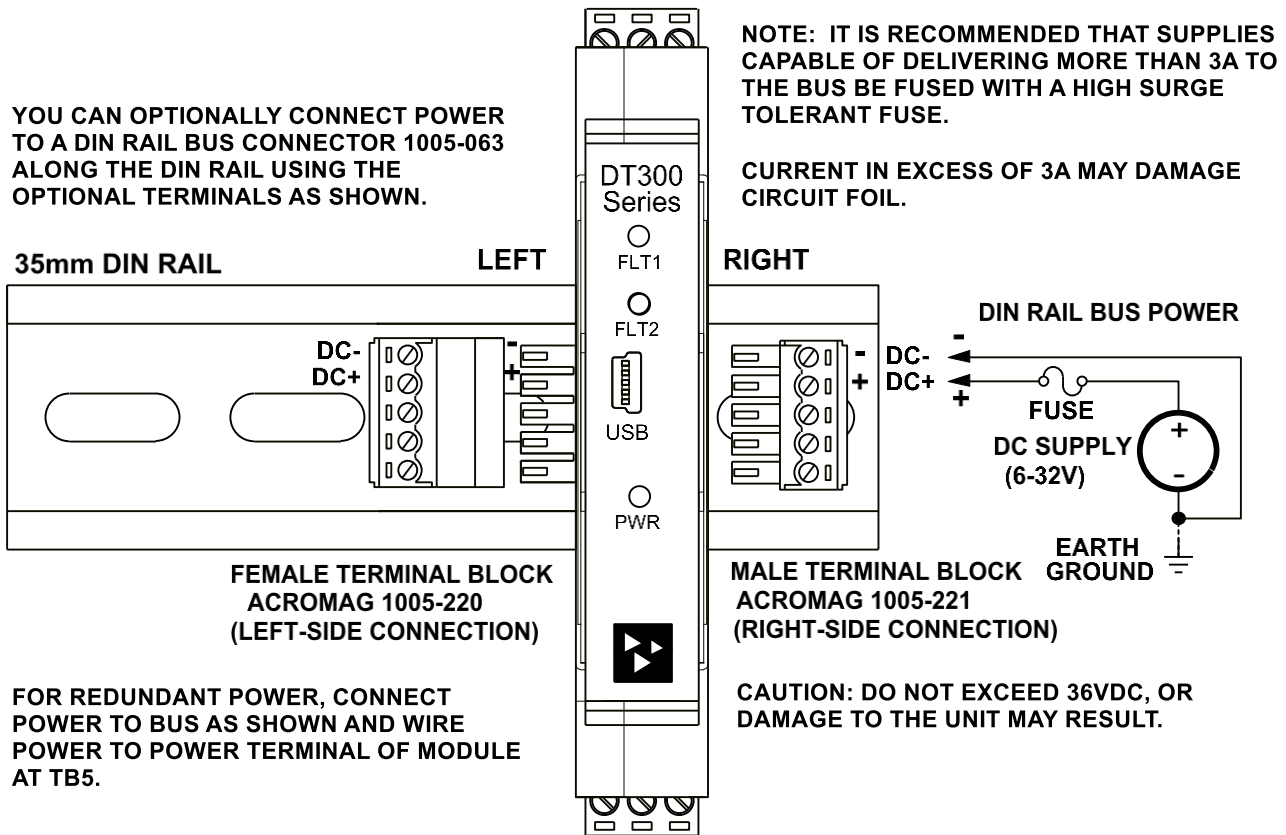 NOTE: IT IS RECOMMENDED THAT SUPPLIES
CAPABLE OF DELIVERING MORE THAN 3A TO
THE BUS BE FUSED WITH A HIGH SURGE
TOLERANT FUSE.
CURRENT IN EXCESS OF 3A MAY DAMAGE
CIRCUIT FOIL.
YOU CAN OPTIONALLY CONNECT POWER
TO A DIN RAIL BUS CONNECTOR 1005-063
ALONG THE DIN RAIL USING THE
OPTIONAL TERMINALS AS SHOWN.
DT300
Series
FLT1
FLT2
USB
PWR
35mm DIN RAIL
LEFT
RIGHT
DIN RAIL BUS POWER
DC- -
DC+ +
- DC- -
+ DC+ +
FUSE
DC SUPPLY
(6-32V)
+
-
EARTH
GROUND
FEMALE TERMINAL BLOCK
ACROMAG 1005-220
(LEFT-SIDE CONNECTION)
MALE TERMINAL BLOCK
ACROMAG 1005-221
(RIGHT-SIDE CONNECTION)
FOR REDUNDANT POWER, CONNECT
POWER TO BUS AS SHOWN AND WIRE
POWER TO POWER TERMINAL OF MODULE
AT TB5.
CAUTION: DO NOT EXCEED 36VDC, OR
DAMAGE TO THE UNIT MAY RESULT.